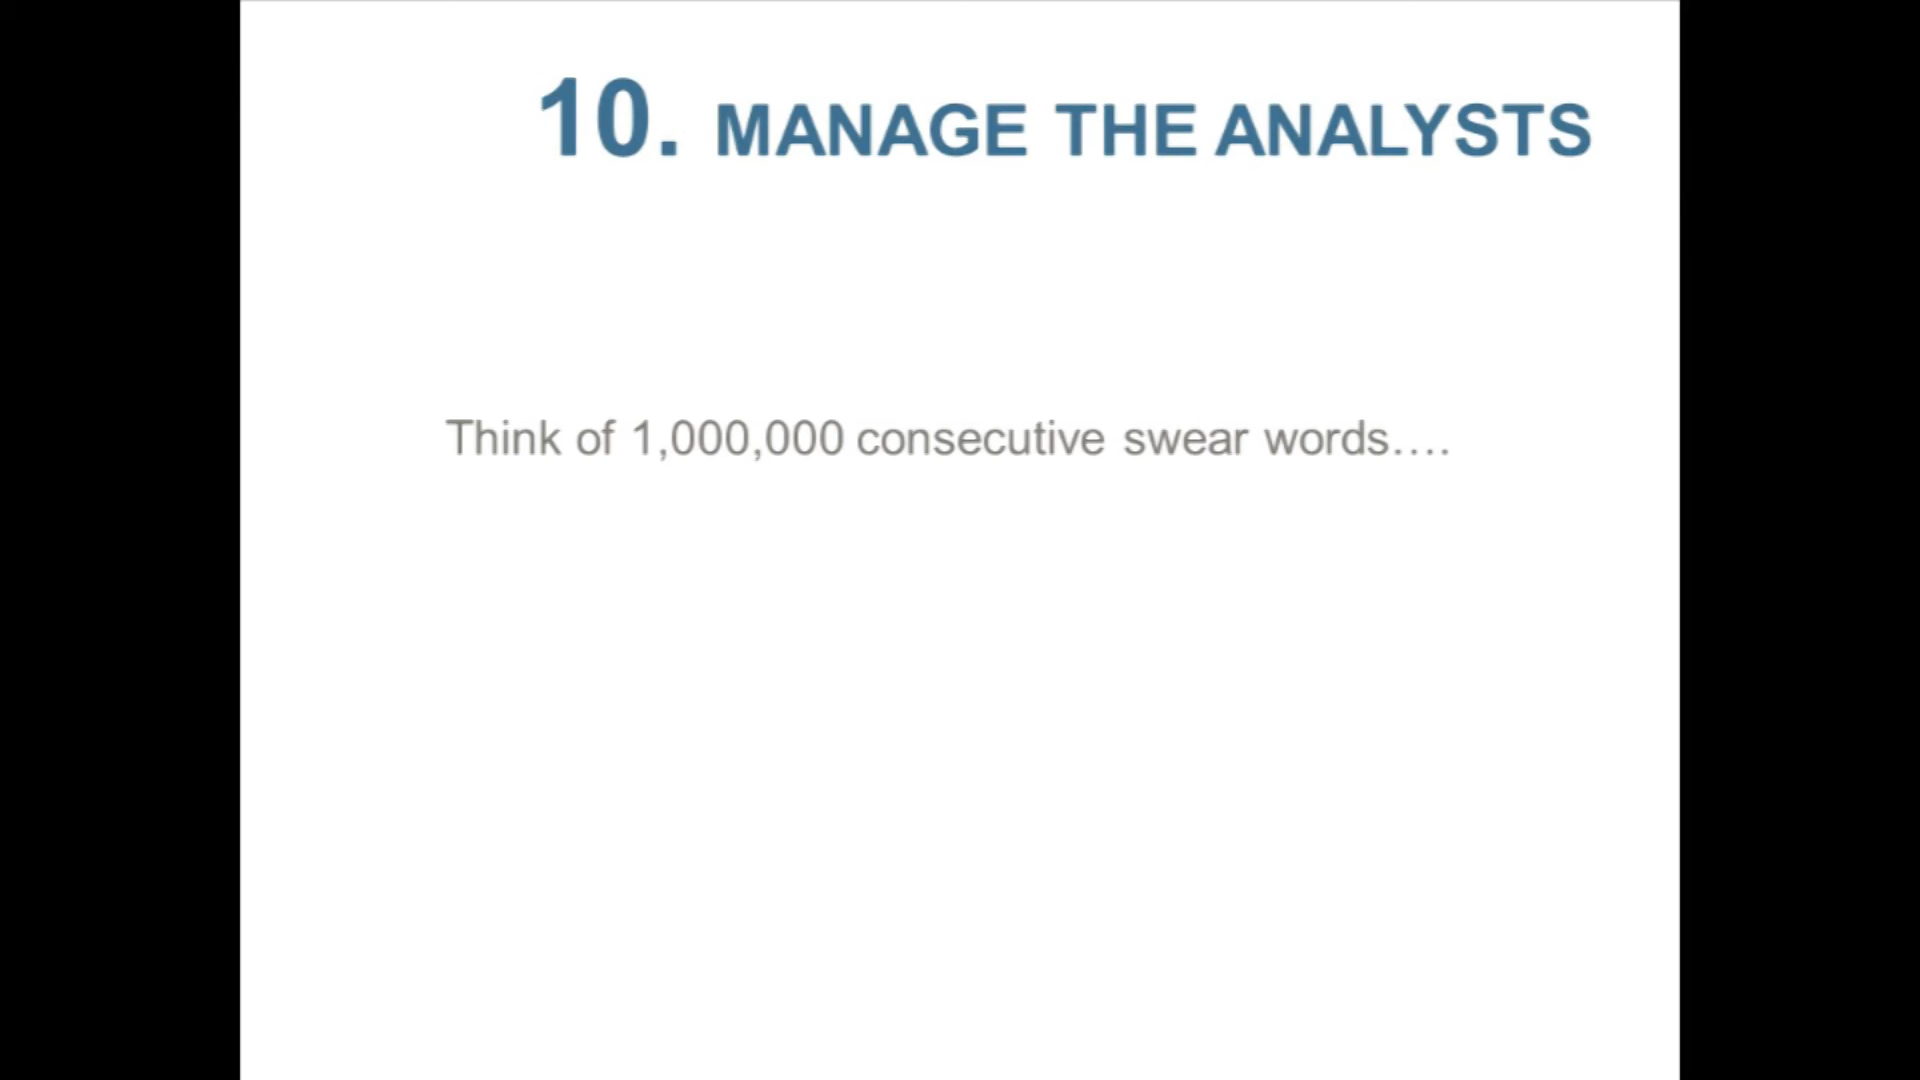 10. MANAGE THE ANALYSTS
Think of 1,000,000 consecutive swear words....